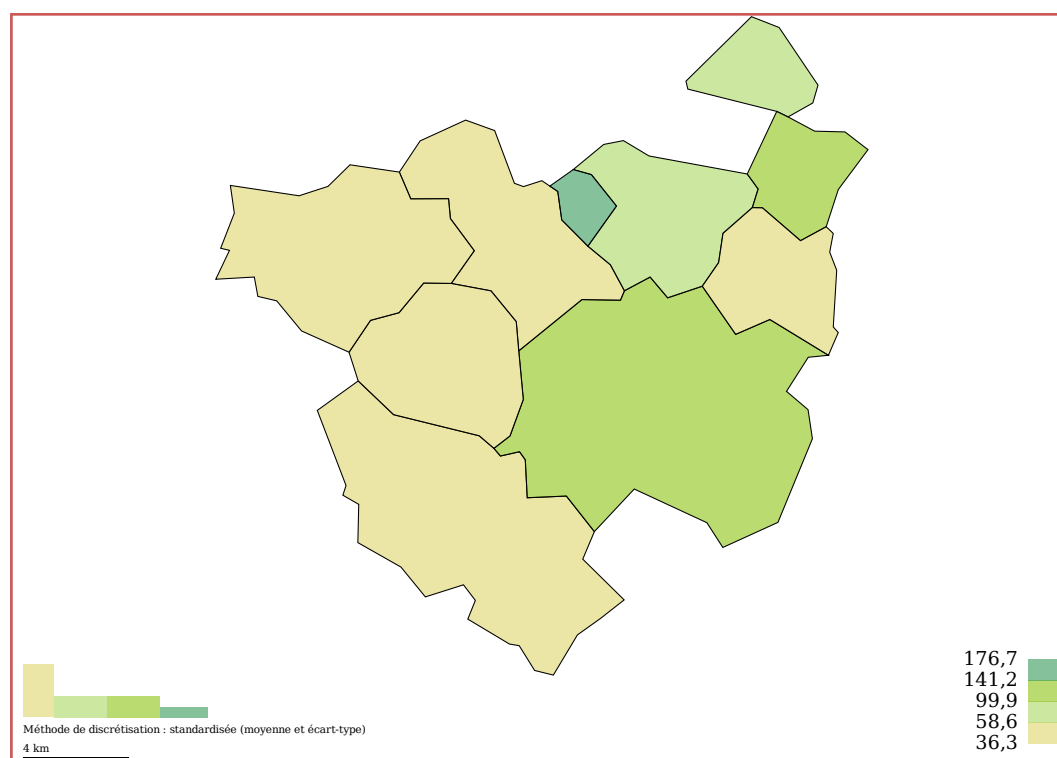 176,7
141,2
99,9
58,6
36,3
Méthode de discrétisation : standardisée (moyenne et écart-type)
4 km